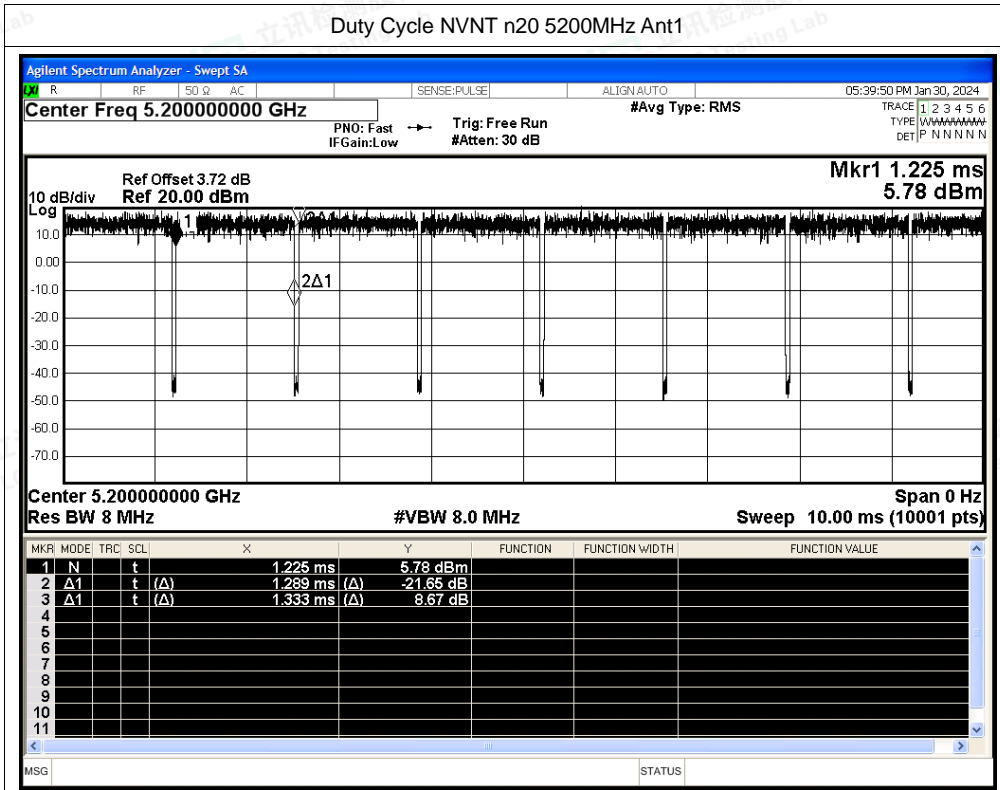 Duty Cycle NVNT n20 5200MHz Ant1
Agilent Spectrum Analyzer - Swept SA
LXI R RF 50 Ω AC SENSE:PULSE ALIGN AUTO 05:39:50 PM Jan 30, 2024
Center Freq 5.200000000 GHz #Avg Type: RMS TRACE 1 2 3 4 5 6
PNO: Fast Trig: Free Run TYPE WWWWWW
IFGain:Low #Atten: 30 dB DET P N N N N N
Mkr1 1.225 ms
Ref Offset 3.72 dB
10 dB/div Ref 20.00 dBm 5.78 dBm
Log
1
10.0
0.00
2Δ1
-10.0
-20.0
-30.0
-40.0
-50.0
-60.0
-70.0
Center 5.200000000 GHz Span 0 Hz
Res BW 8 MHz #VBW 8.0 MHz Sweep 10.00 ms (10001 pts)
MKR MODE TRC SCL X Y FUNCTION FUNCTION WIDTH FUNCTION VALUE
1 N t 1.225 ms 5.78 dBm
2 Δ1 t (Δ) 1.289 ms (Δ) -21.65 dB
3 Δ1 t (Δ) 1.333 ms (Δ) 8.67 dB
4
5
6
7
8
9
10
11
MSG STATUS